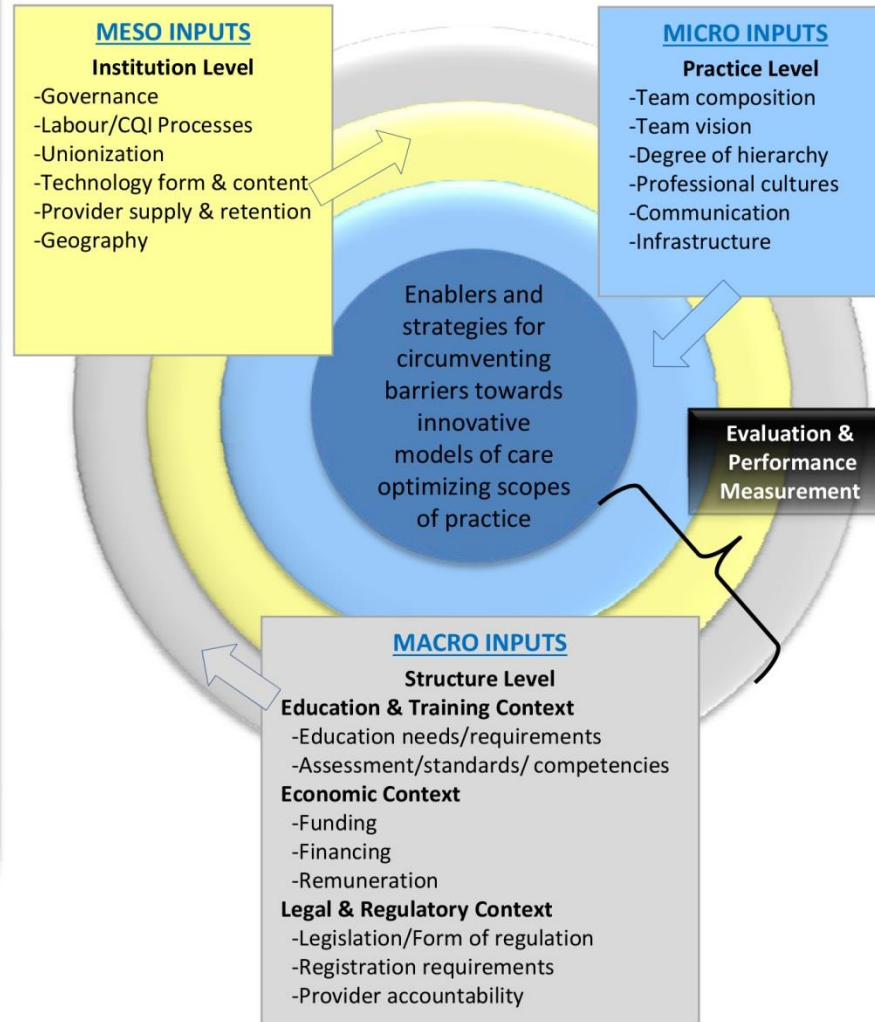 MESO INPUTS
Institution Level
-Governance
-Labour/CQI Processes
-Unionization
-Technology form & content
-Provider supply & retention
-Geography
MICRO INPUTS
Practice Level
-Team composition
-Team vision
-Degree of hierarchy
-Professional cultures
-Communication
-Infrastructure
Enablers and
strategies for
circumventing
barriers towards
innovative
models of care
optimizing scopes
of practice
Evaluation &
Performance
Measurement
MACRO INPUTS
Structure Level
Education & Training Context
-Education needs/requirements
-Assessment/standards/ competencies
Economic Context
-Funding
-Financing
-Remuneration
Legal & Regulatory Context
-Legislation/Form of regulation
-Registration requirements
-Provider accountability